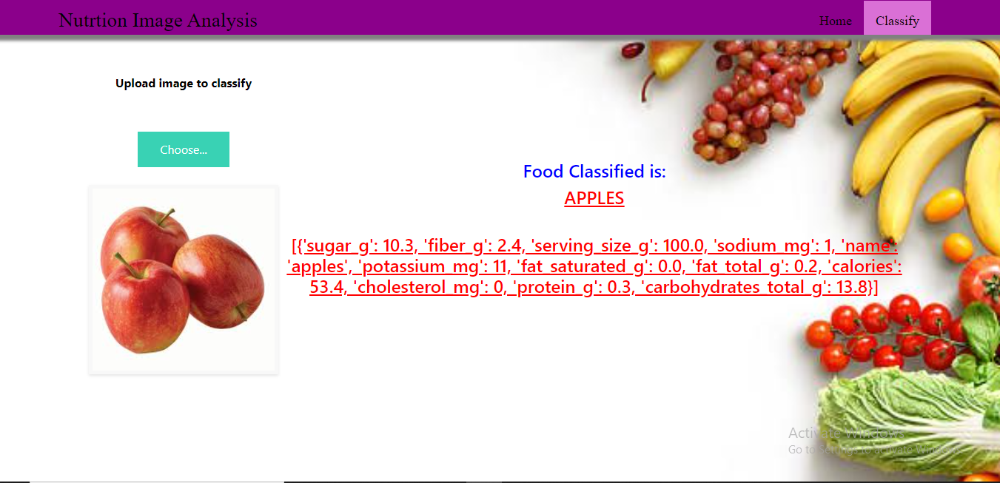 Nutrtion Image Analysis
Home
Classify
Upload image to classify
Choose...
Food Classified is:
APPLES
[{'sugar_g': 10.3, 'fiber_g': 2.4, 'serving_size_g': 100.0, 'sodium_mg': 1, 'name':
'apples', 'potassium_mg': 11, 'fat_saturated_g': 0.0, 'fat_total_g': 0.2, 'calories':
53.4, 'cholesterol_mg': 0, 'protein_g': 0.3, 'carbohydrates_total_g': 13.8}]
Activate Windows
Go to Settings to activate Windows.